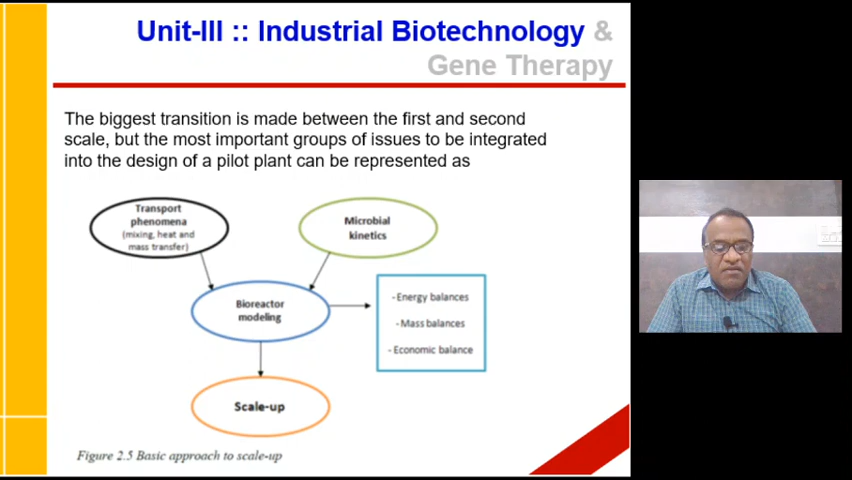 Unit-III :: Industrial Biotechnology &
Gene Therapy
The biggest transition is made between the first and second
scale, but the most important groups of issues to be integrated
into the design of a pilot plant can be represented as
Transport
phenomena
(mixing, heat and
mass transfer)
Microbial
kinetics
Bioreactor
modeling
- Energy balances
- Mass balances
- Economic balance
Scale-up
Figure 2.5 Basic approach to scale-up